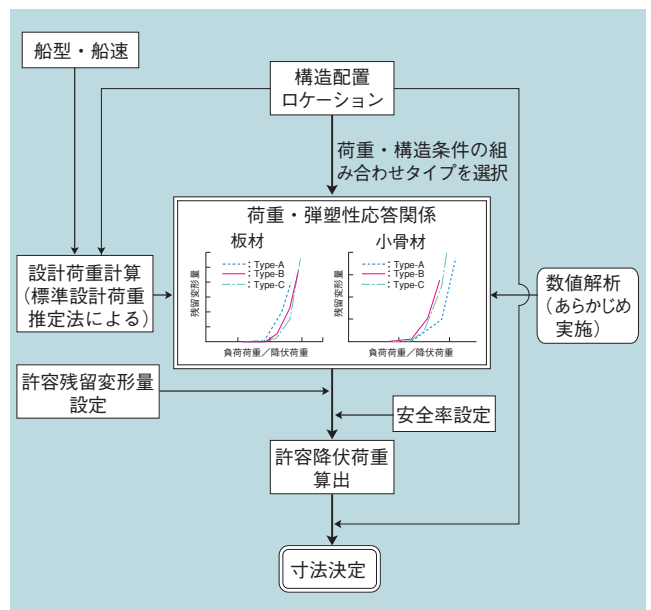 船型・船速
構造配置
ロケーション
荷重・構造条件の組
み合わせタイプを選択
荷重・弾塑性応答関係
板材
小骨材
残留変形量
：Type-A
：Type-B
：Type-C
負荷荷重／降伏荷重
残留変形量
：Type-A
：Type-B
：Type-C
負荷荷重／降伏荷重
設計荷重計算
（標準設計荷重
推定法による）
数値解析
（あらかじめ
実施）
許容残留変形量
設定
安全率設定
許容降伏荷重
算出
寸法決定